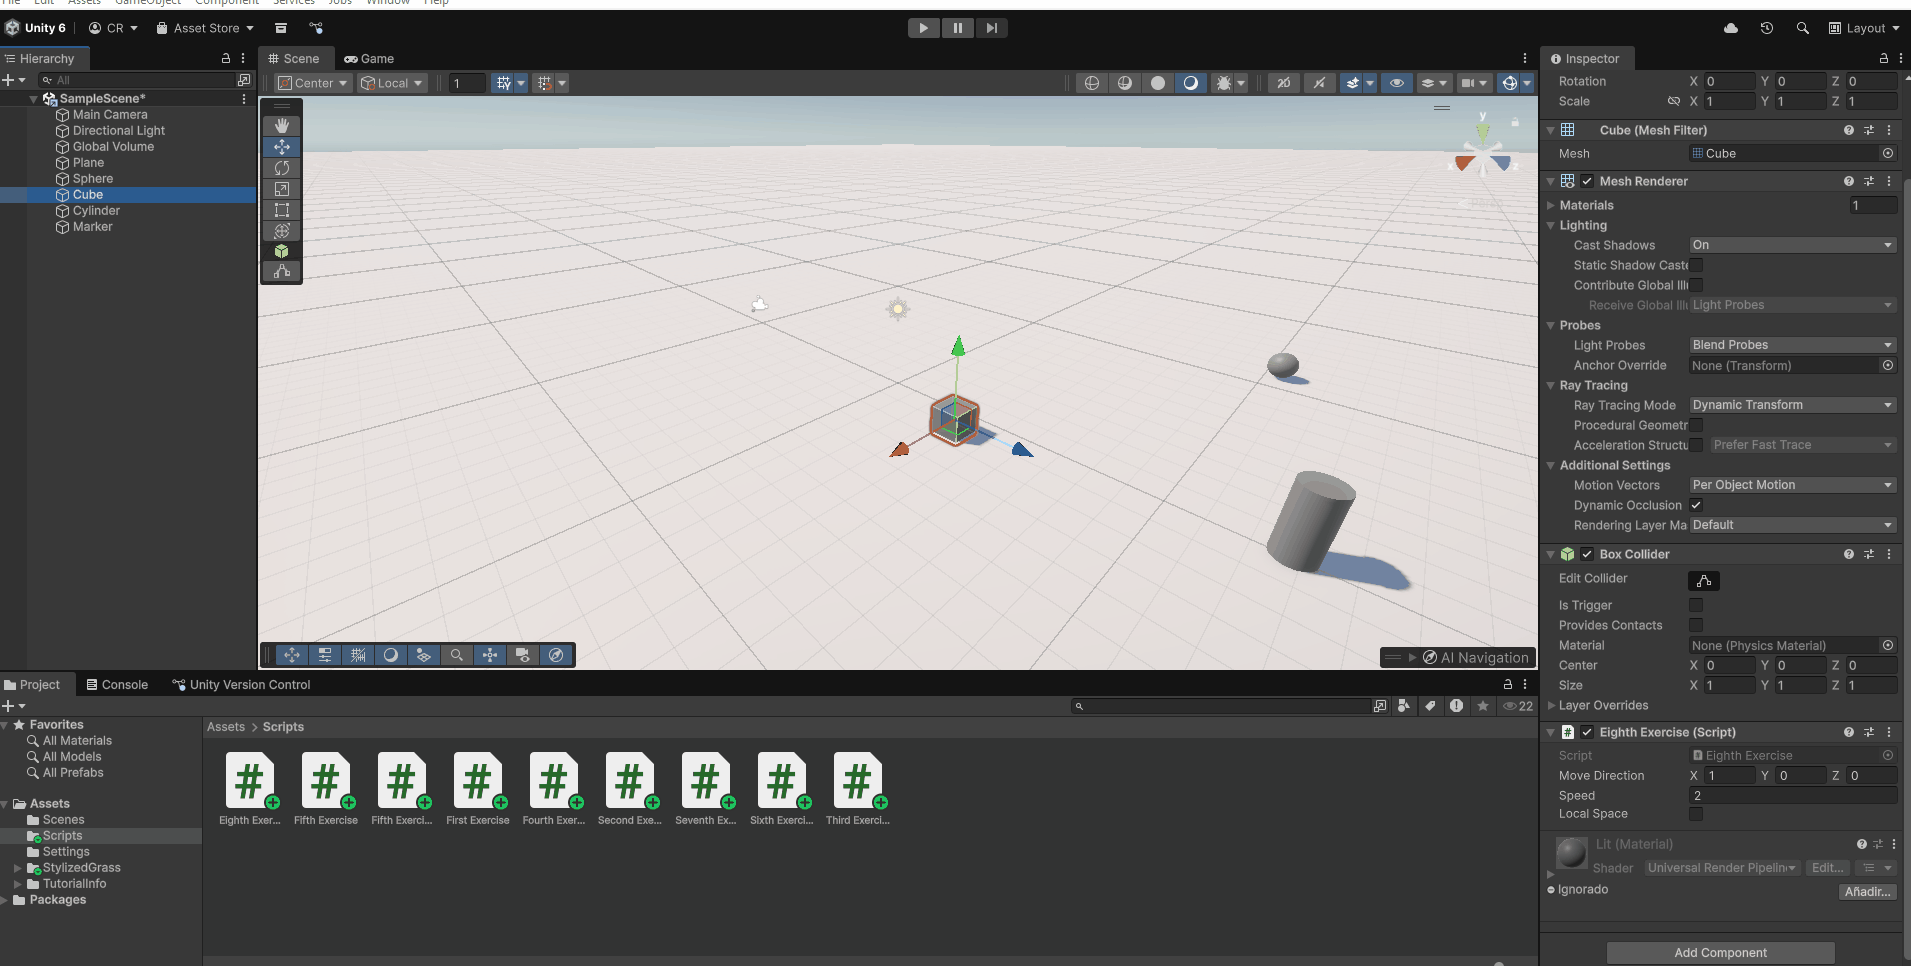 File Edit Assets GameObject Component Services Jobs Window Help
Unity 6 CR Asset Store Layout
Hierarchy
All
SampleScene*
Main Camera
Directional Light
Global Volume
Plane
Sphere
Cube
Cylinder
Marker
Scene Game
Center Local 1 2D
y
x z
AI Navigation
Inspector
Rotation X 0 Y 0 Z 0
Scale X 1 Y 1 Z 1
Cube (Mesh Filter)
Mesh Cube
Mesh Renderer
Materials 1
Lighting
Cast Shadows On
Static Shadow Caste
Contribute Global Illu
Receive Global Illu Light Probes
Probes
Light Probes Blend Probes
Anchor Override None (Transform)
Ray Tracing
Ray Tracing Mode Dynamic Transform
Procedural Geometr
Acceleration Structu Prefer Fast Trace
Additional Settings
Motion Vectors Per Object Motion
Dynamic Occlusion
Rendering Layer Ma Default
Box Collider
Edit Collider
Is Trigger
Provides Contacts
Material None (Physics Material)
Center X 0 Y 0 Z 0
Size X 1 Y 1 Z 1
Layer Overrides
# Eighth Exercise (Script)
Script Eighth Exercise
Move Direction X 1 Y 0 Z 0
Speed 2
Local Space
Lit (Material)
Shader Universal Render Pipelin Edit...
Ignorado
Añadir...
Add Component
Project Console Unity Version Control
22
Favorites
All Materials
All Models
All Prefabs
Assets
Scenes
Scripts
Settings
StylizedGrass
TutorialInfo
Packages
Assets > Scripts
# # # # # # # # #
Eighth Exer... Fifth Exercise Fifth Exerci... First Exercise Fourth Exer... Second Exe... Seventh Ex... Sixth Exerci... Third Exerci...